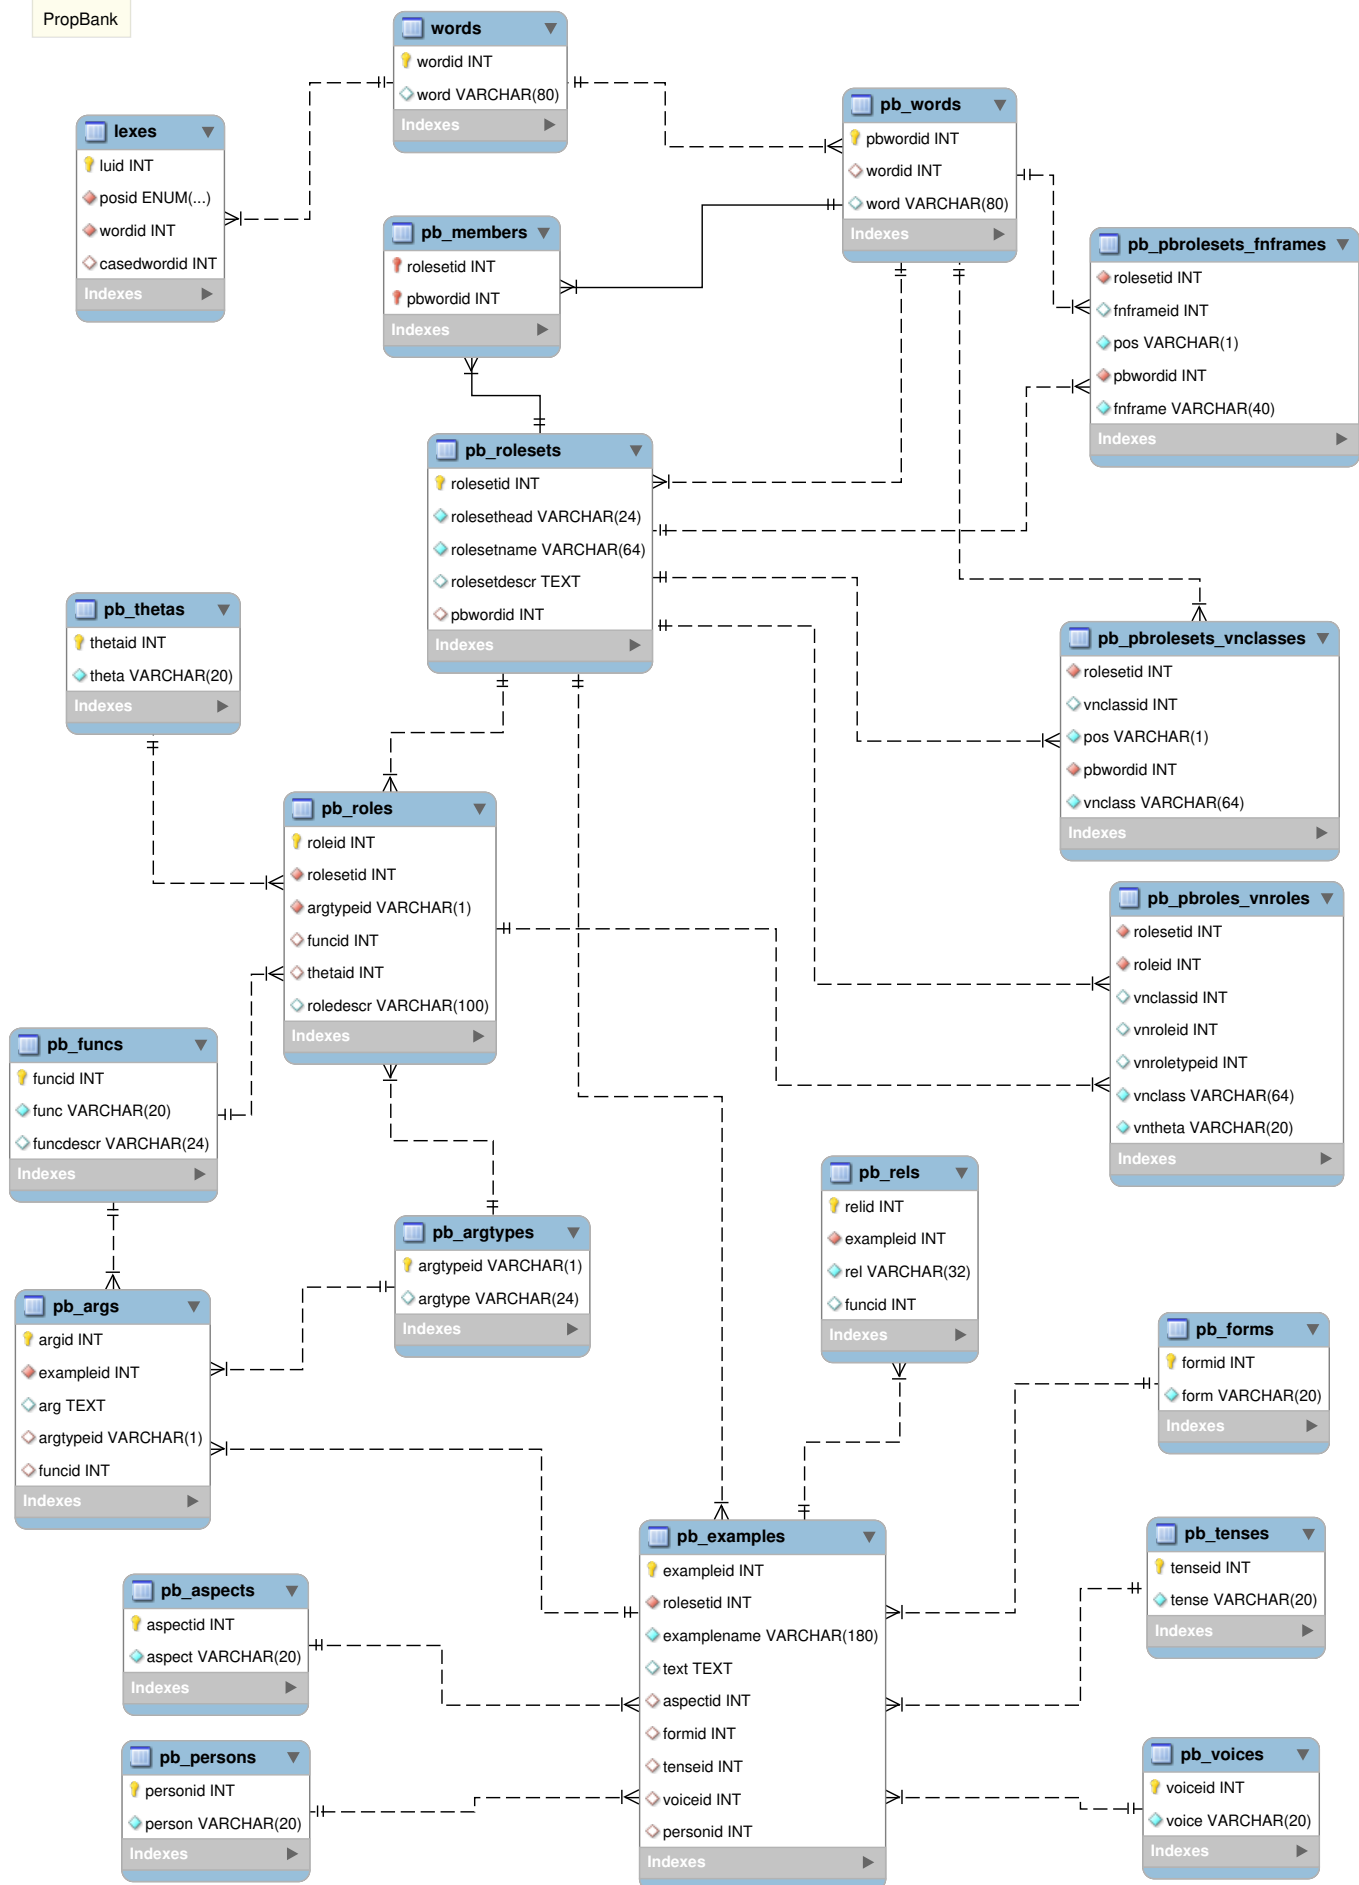 PropBank
words
wordid INT
word VARCHAR(80)
Indexes
lexes
luid INT
posid ENUM(...)
wordid INT
casedwordid INT
Indexes
pb_words
pbwordid INT
wordid INT
word VARCHAR(80)
Indexes
pb_members
rolesetid INT
pbwordid INT
Indexes
pb_pbrolesets_fnframes
rolesetid INT
fnframeid INT
pos VARCHAR(1)
pbwordid INT
fnframe VARCHAR(40)
Indexes
pb_rolesets
rolesetid INT
rolesethead VARCHAR(24)
rolesetname VARCHAR(64)
rolesetdescr TEXT
pbwordid INT
Indexes
pb_thetas
thetaid INT
theta VARCHAR(20)
Indexes
pb_pbrolesets_vnclasses
rolesetid INT
vnclassid INT
pos VARCHAR(1)
pbwordid INT
vnclass VARCHAR(64)
Indexes
pb_roles
roleid INT
rolesetid INT
argtypeid VARCHAR(1)
funcid INT
thetaid INT
roledescr VARCHAR(100)
Indexes
pb_pbroles_vnroles
rolesetid INT
roleid INT
vnclassid INT
vnroleid INT
vnroletypeid INT
vnclass VARCHAR(64)
vntheta VARCHAR(20)
Indexes
pb_funcs
funcid INT
func VARCHAR(20)
funcdescr VARCHAR(24)
Indexes
pb_rels
relid INT
exampleid INT
rel VARCHAR(32)
funcid INT
Indexes
pb_argtypes
argtypeid VARCHAR(1)
argtype VARCHAR(24)
Indexes
pb_args
argid INT
exampleid INT
arg TEXT
argtypeid VARCHAR(1)
funcid INT
Indexes
pb_forms
formid INT
form VARCHAR(20)
Indexes
pb_examples
exampleid INT
rolesetid INT
examplename VARCHAR(180)
text TEXT
aspectid INT
formid INT
tenseid INT
voiceid INT
personid INT
Indexes
pb_tenses
tenseid INT
tense VARCHAR(20)
Indexes
pb_aspects
aspectid INT
aspect VARCHAR(20)
Indexes
pb_persons
personid INT
person VARCHAR(20)
Indexes
pb_voices
voiceid INT
voice VARCHAR(20)
Indexes